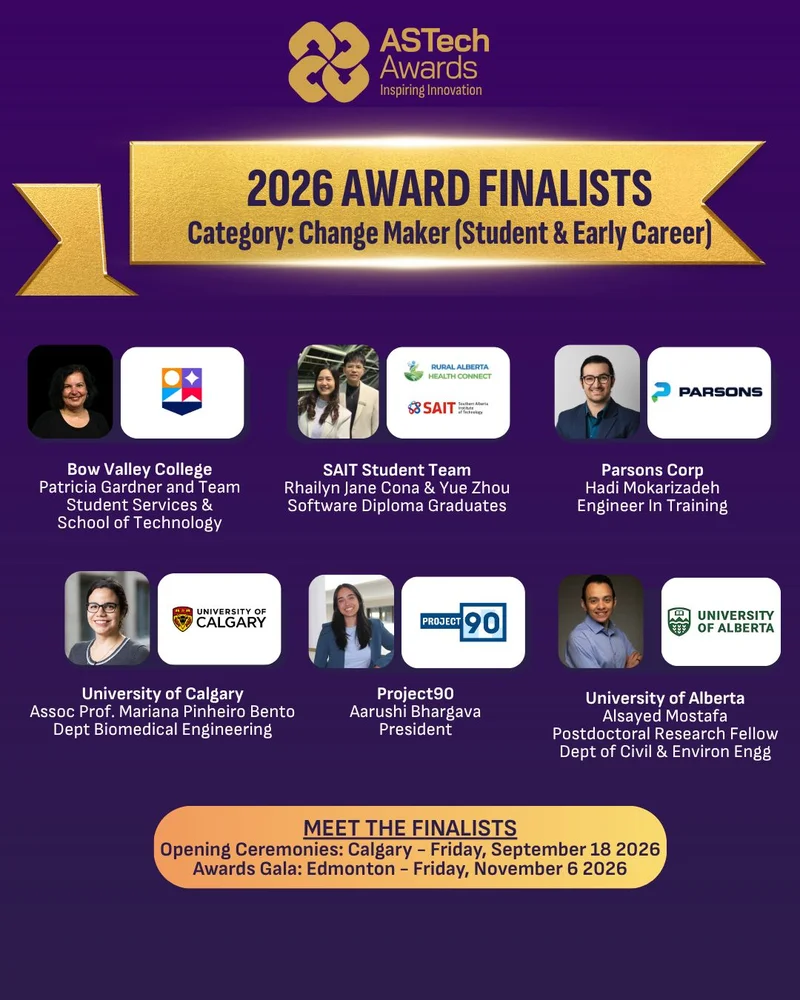 ASTech
Awards
Inspiring Innovation
2026 AWARD FINALISTS
Category: Change Maker (Student & Early Career)
Bow Valley College
Patricia Gardner and Team
Student Services &
School of Technology
RURAL ALBERTA
HEALTH CONNECT
SAIT
Southern Alberta
Institute
of Technology
SAIT Student Team
Rhailyn Jane Cona & Yue Zhou
Software Diploma Graduates
PARSONS
Parsons Corp
Hadi Mokarizadeh
Engineer In Training
UNIVERSITY OF
CALGARY
University of Calgary
Assoc Prof. Mariana Pinheiro Bento
Dept Biomedical Engineering
PROJECT 90
Project90
Aarushi Bhargava
President
UNIVERSITY
OF ALBERTA
University of Alberta
Alsayed Mostafa
Postdoctoral Research Fellow
Dept of Civil & Environ Engg
MEET THE FINALISTS
Opening Ceremonies: Calgary - Friday, September 18 2026
Awards Gala: Edmonton - Friday, November 6 2026